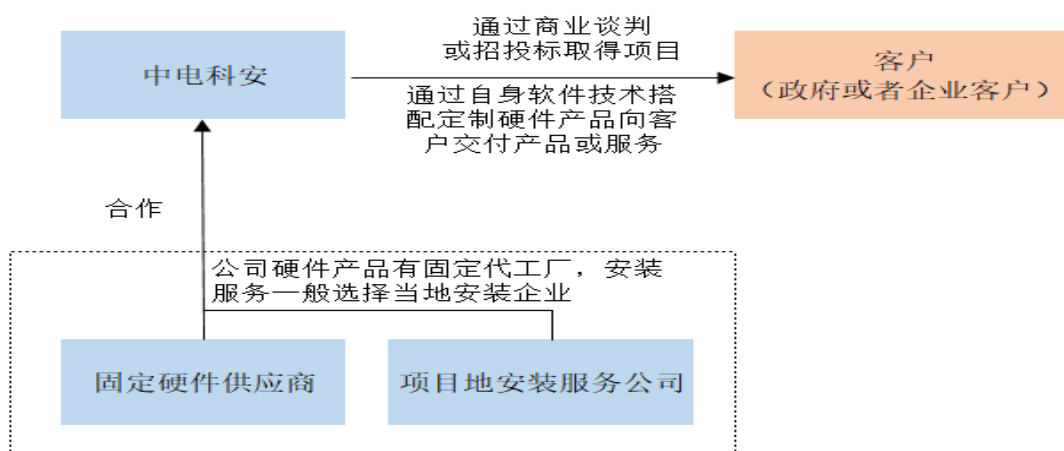 通过商业谈判
或招投标取得项目
中电科安
客户
（政府或者企业客户）
通过自身软件技术搭
配定制硬件产品向客
户交付产品或服务
合作
公司硬件产品有固定代工厂，安装
服务一般选择当地安装企业
固定硬件供应商
项目地安装服务公司